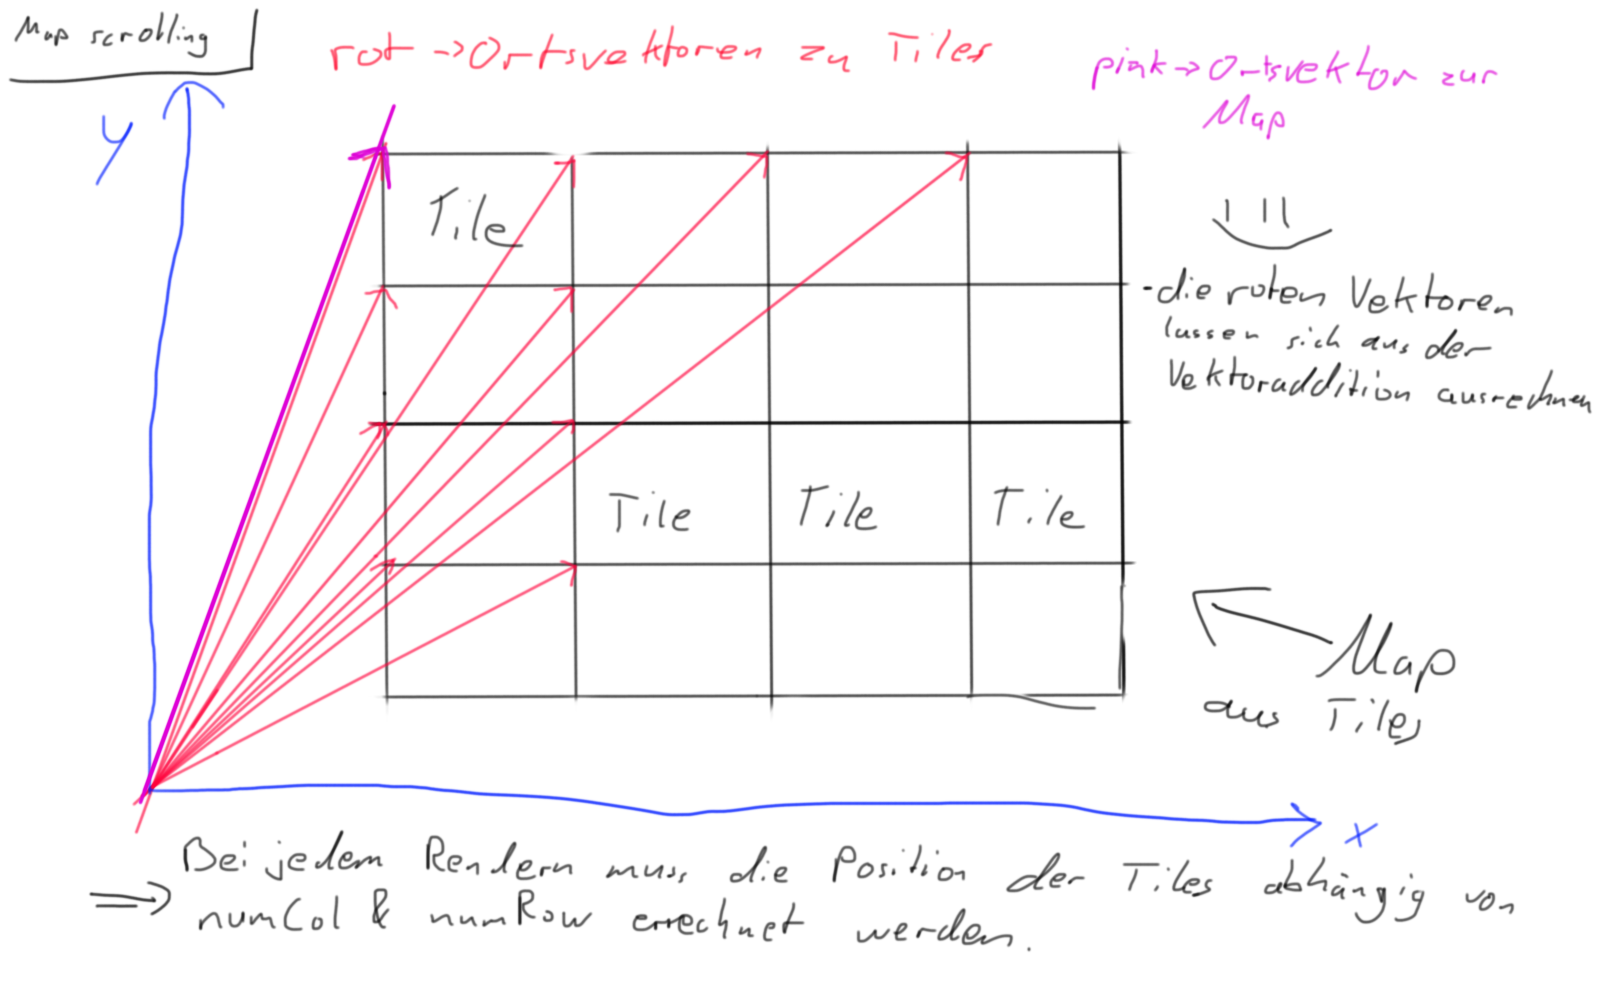 Map scrolling
rot -> Ortsvektoren zu Tiles
pink -> Ortsvektor zur
Map
y
Tile
- die roten Vektoren
lassen sich aus der
Vektoraddition ausrechnen
Tile Tile Tile
Map
aus Tiles
x
=> Bei jedem Rendern muss die Position der Tiles abhängig von
numCol & numRow errechnet werden.